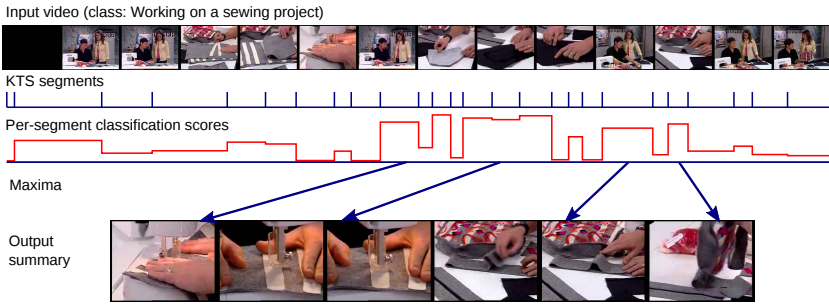 Input video (class: Working on a sewing project)
KTS segments
Per-segment classification scores
Maxima
Output
summary